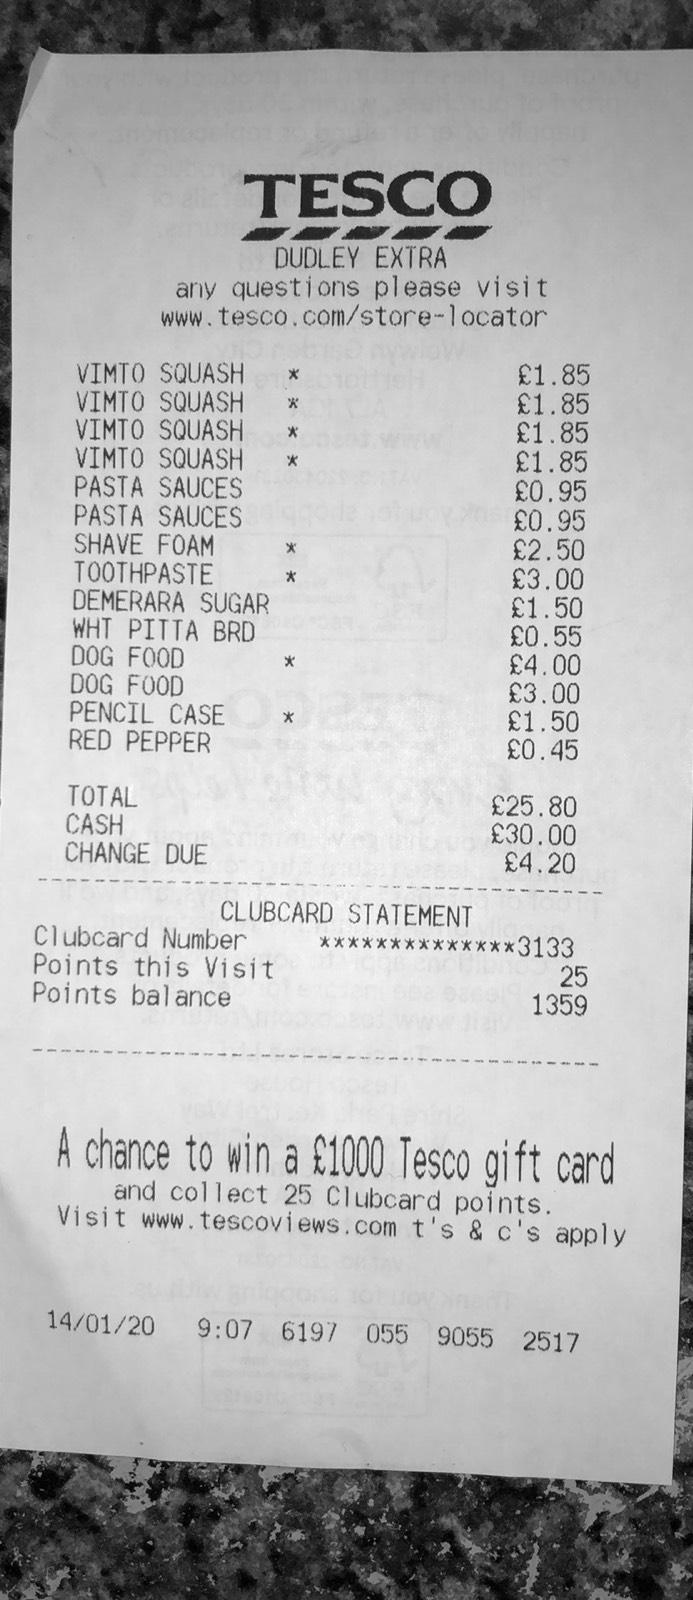 TESCO
DUDLEY EXTRA
any questions please visit
www.tesco.com/store-locator
VIMTO SQUASH * £1.85
VIMTO SQUASH * £1.85
VIMTO SQUASH * £1.85
VIMTO SQUASH * £1.85
PASTA SAUCES £0.95
PASTA SAUCES £0.95
SHAVE FOAM * £2.50
TOOTHPASTE * £3.00
DEMERARA SUGAR £1.50
WHT PITTA BRD £0.55
DOG FOOD * £4.00
DOG FOOD £3.00
PENCIL CASE * £1.50
RED PEPPER £0.45
TOTAL £25.80
CASH £30.00
CHANGE DUE £4.20
CLUBCARD STATEMENT
Clubcard Number **************3133
Points this Visit 25
Points balance 1359
A chance to win a £1000 Tesco gift card
and collect 25 Clubcard points.
Visit www.tescoviews.com t's & c's apply
14/01/20 9:07 6197 055 9055 2517